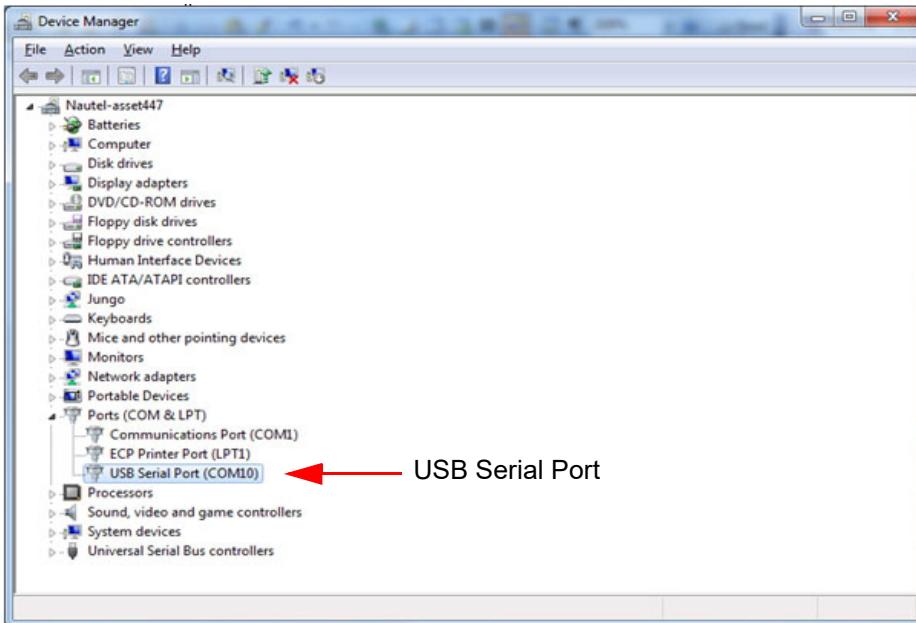 Device Manager
File Action View Help
Nautel-asset447
Batteries
Computer
Disk drives
Display adapters
DVD/CD-ROM drives
Floppy disk drives
Floppy drive controllers
Human Interface Devices
IDE ATA/ATAPI controllers
Jungo
Keyboards
Mice and other pointing devices
Monitors
Network adapters
Portable Devices
Ports (COM & LPT)
Communications Port (COM1)
ECP Printer Port (LPT1)
USB Serial Port (COM10) USB Serial Port
Processors
Sound, video and game controllers
System devices
Universal Serial Bus controllers